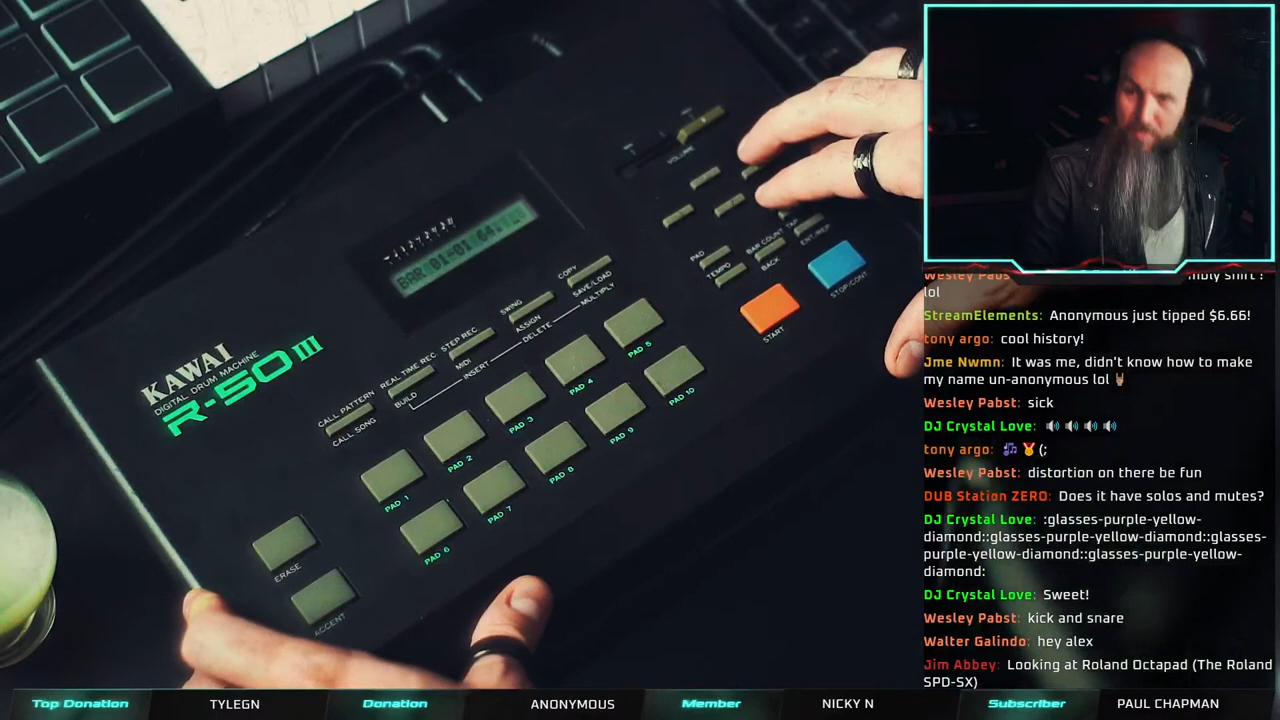 KAWAI
DIGITAL DRUM MACHINE
R-50 III
VOLUME
BAR 01-01
CALL PATTERN
CALL SONG
REAL TIME REC
BUILD
STEP REC
MIDI
INSERT
SWING
ASSIGN
DELETE
COPY
SAVE/LOAD
MULTIPLY
PAD
TEMPO
BAR COUNT
BACK
TAP
ENT/REP
START
STOP/CONT
PAD 1
PAD 2
PAD 3
PAD 4
PAD 5
PAD 6
PAD 7
PAD 8
PAD 9
PAD 10
ERASE
ACCENT
lol
StreamElements: Anonymous just tipped $6.66!
tony argo: cool history!
Jme Nwmn: It was me, didn't know how to make
my name un-anonymous lol 🤘🏼
Wesley Pabst: sick
DJ Crystal Love: 🔊 🔊 🔊 🔊
tony argo: 🎶 🏅 (;
Wesley Pabst: distortion on there be fun
DUB Station ZERO: Does it have solos and mutes?
DJ Crystal Love: :glasses-purple-yellow-
diamond::glasses-purple-yellow-diamond::glasses-
purple-yellow-diamond::glasses-purple-yellow-
diamond:
DJ Crystal Love: Sweet!
Wesley Pabst: kick and snare
Walter Galindo: hey alex
Jim Abbey: Looking at Roland Octapad (The Roland
SPD-SX)
Top Donation TYLEGN Donation ANONYMOUS Member NICKY N Subscriber PAUL CHAPMAN